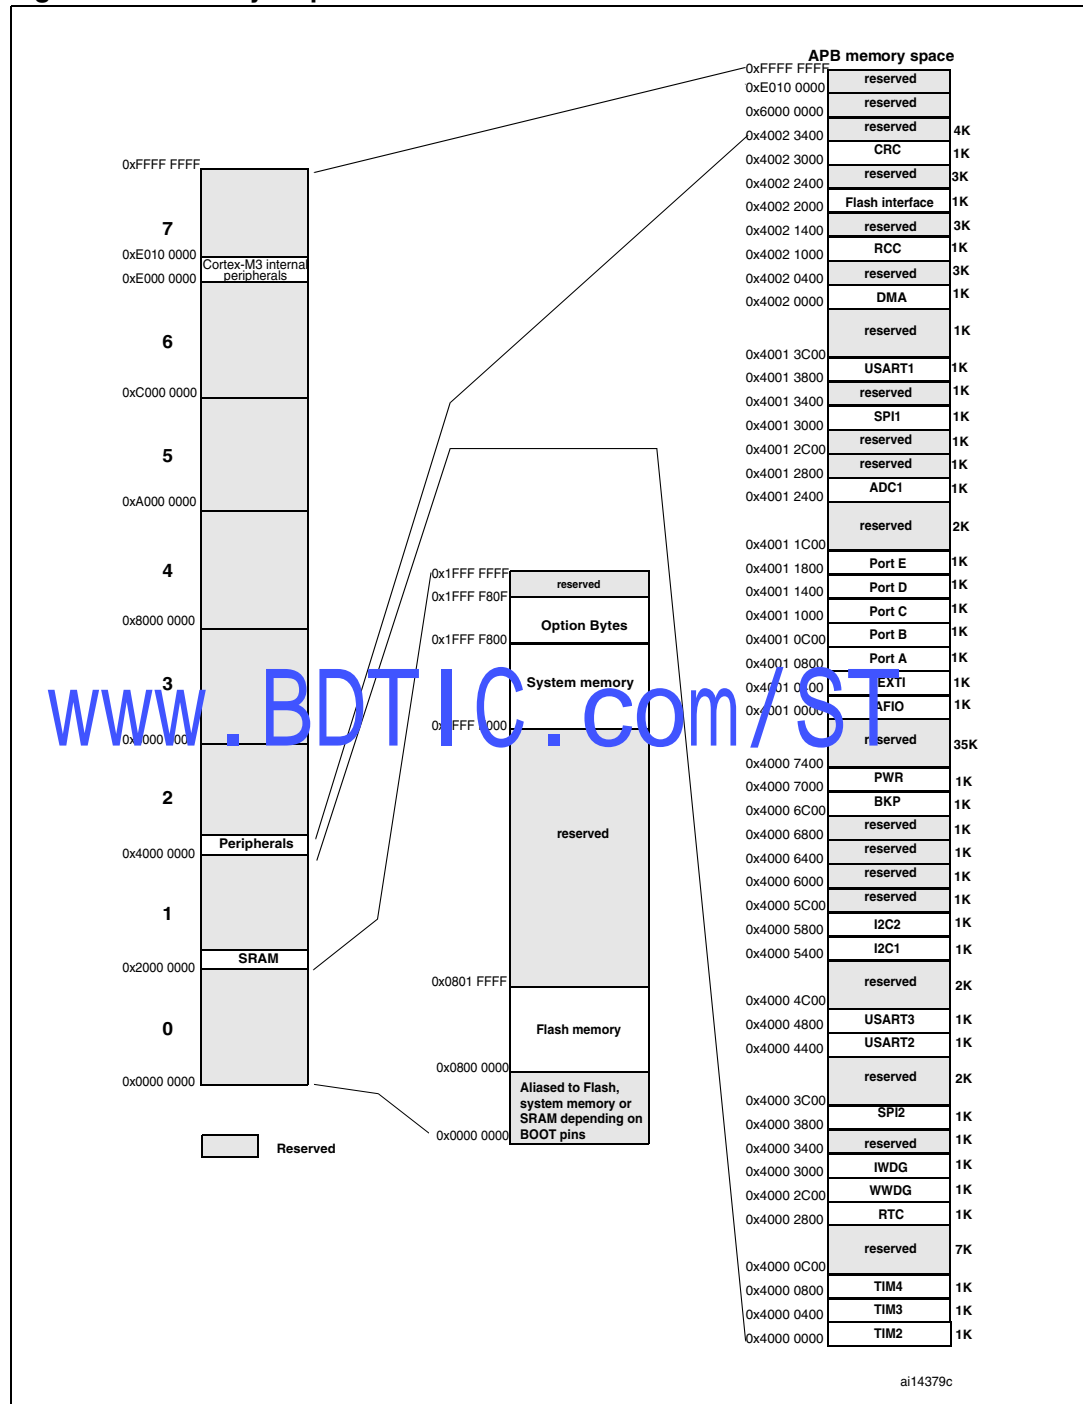 APB memory space
0xFFFF FFFF
reserved
0xE010 0000
reserved
0x6000 0000
reserved
4K
0x4002 3400
CRC
1K
0x4002 3000
reserved
3K
0x4002 2400
Flash interface
1K
0x4002 2000
reserved
3K
0x4002 1400
RCC
1K
0x4002 1000
reserved
3K
0x4002 0400
DMA
1K
0x4002 0000
reserved
1K
0x4001 3C00
USART1
1K
0x4001 3800
reserved
1K
0x4001 3400
SPI1
1K
0x4001 3000
reserved
1K
0x4001 2C00
reserved
1K
0x4001 2800
ADC1
1K
0x4001 2400
reserved
2K
0x4001 1C00
Port E
1K
0x4001 1800
Port D
1K
0x4001 1400
Port C
1K
0x4001 1000
Port B
1K
0x4001 0C00
Port A
1K
0x4001 0800
EXTI
1K
AFIO
1K
0x4001 0000
reserved
35K
0x4000 7400
PWR
1K
0x4000 7000
BKP
1K
0x4000 6C00
reserved
1K
0x4000 6800
reserved
1K
0x4000 6400
reserved
1K
0x4000 6000
reserved
1K
0x4000 5C00
I2C2
1K
0x4000 5800
I2C1
1K
0x4000 5400
reserved
2K
0x4000 4C00
USART3
1K
0x4000 4800
USART2
1K
0x4000 4400
reserved
2K
0x4000 3C00
SPI2
1K
0x4000 3800
reserved
1K
0x4000 3400
IWDG
1K
0x4000 3000
WWDG
1K
0x4000 2C00
RTC
1K
0x4000 2800
reserved
7K
0x4000 0C00
TIM4
1K
0x4000 0800
TIM3
1K
0x4000 0400
TIM2
1K
0x4000 0000
0xFFFF FFFF
7
0xE010 0000
Cortex-M3 internal
peripherals
0xE000 0000
6
0xC000 0000
5
0xA000 0000
4
0x8000 0000
3
2
Peripherals
0x4000 0000
1
SRAM
0x2000 0000
0
0x0000 0000
Reserved
0x1FFF FFFF
reserved
0x1FFF F80F
Option Bytes
0x1FFF F800
System memory
reserved
0x0801 FFFF
Flash memory
0x0800 0000
Aliased to Flash,
system memory or
SRAM depending on
BOOT pins
0x0000 0000
www.BDTIC.com/ST
ai14379c